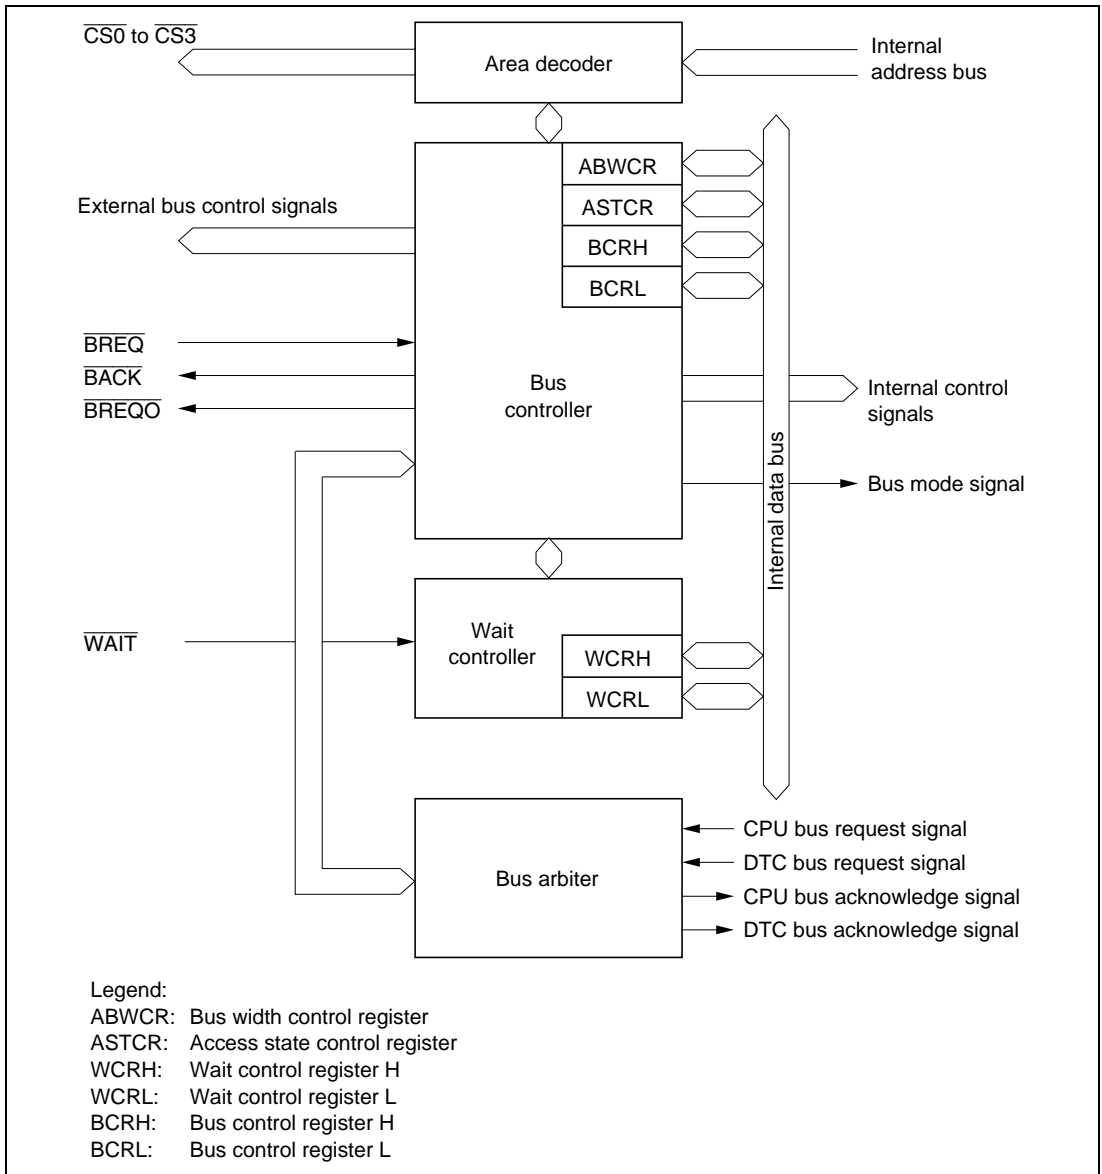 CS0 to CS3
Area decoder
Internal
address bus
ABWCR
ASTCR
BCRH
BCRL
External bus control signals
BREQ
BACK
BREQO
Bus
controller
Internal control
signals
Internal data bus
Bus mode signal
WAIT
Wait
controller
WCRH
WCRL
Bus arbiter
CPU bus request signal
DTC bus request signal
CPU bus acknowledge signal
DTC bus acknowledge signal
Legend:
ABWCR: Bus width control register
ASTCR: Access state control register
WCRH: Wait control register H
WCRL: Wait control register L
BCRH: Bus control register H
BCRL: Bus control register L